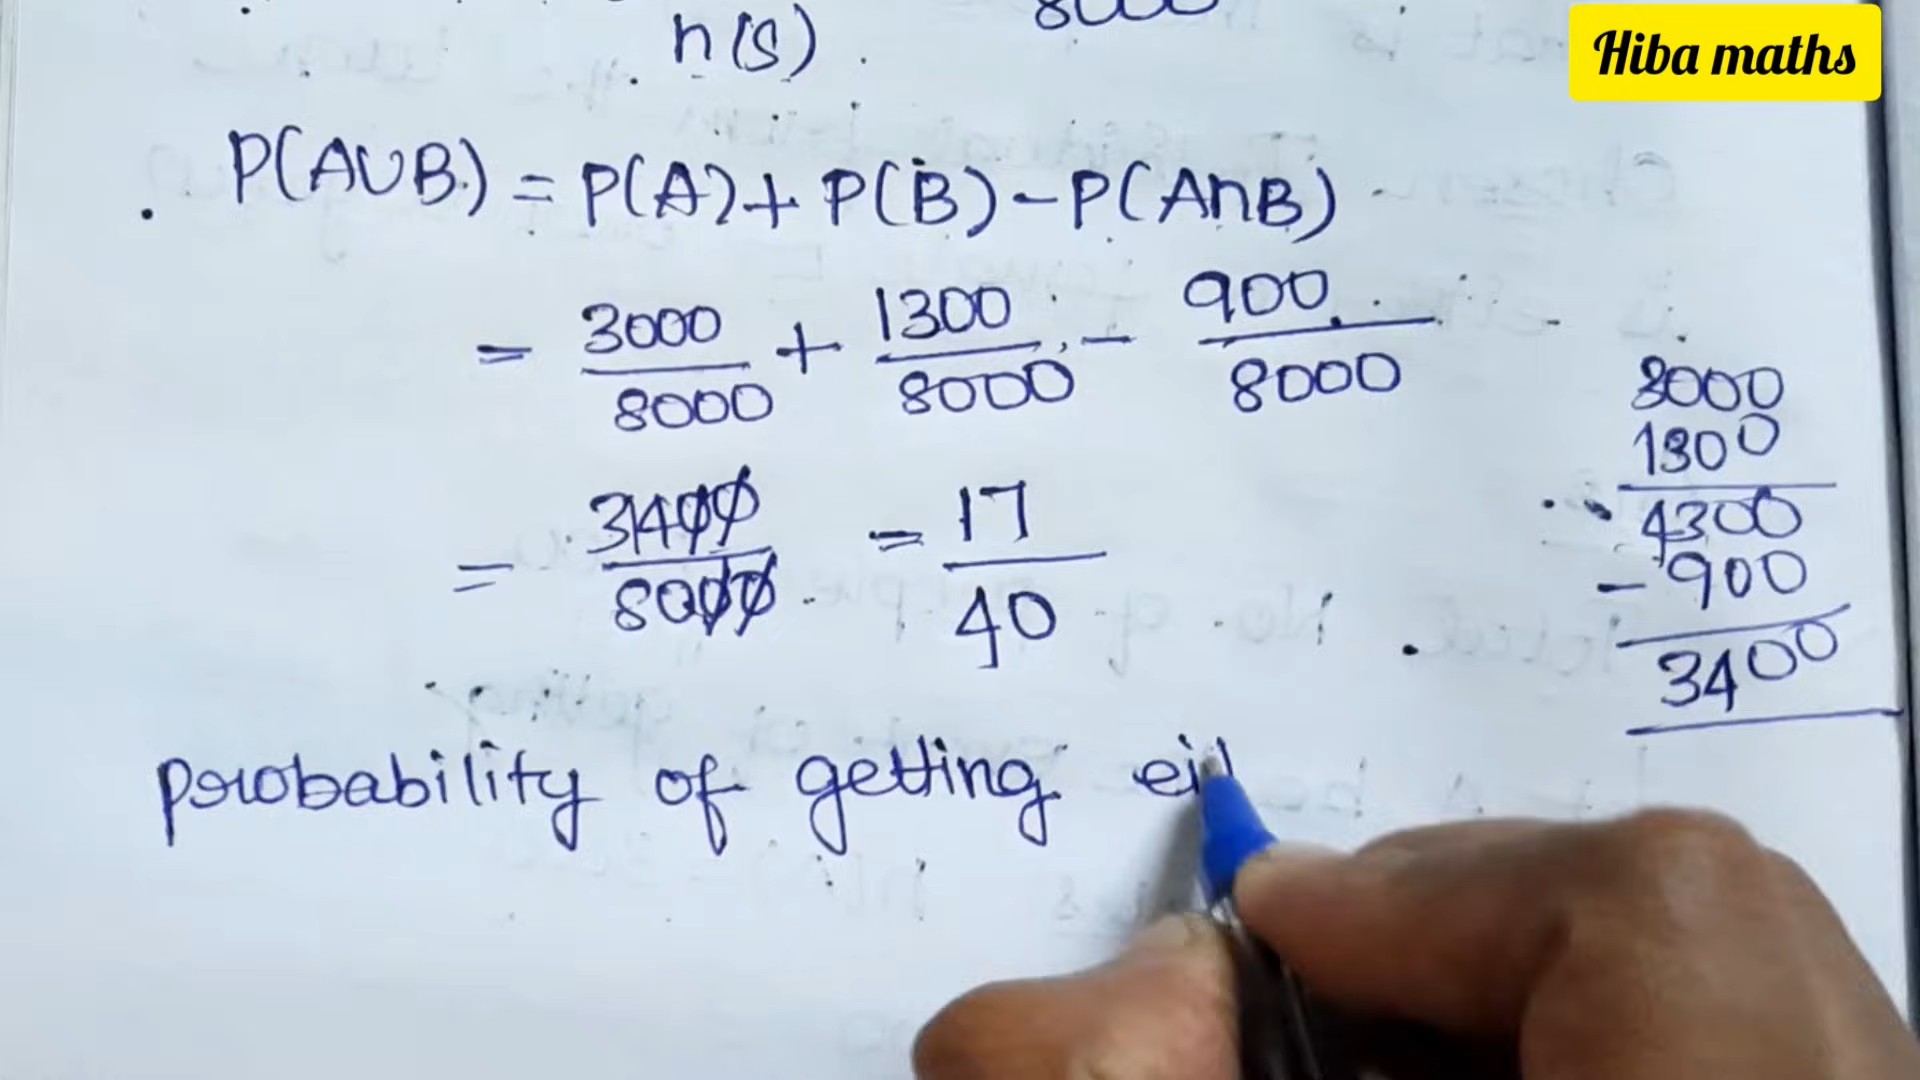 n(s)
8000
Hiba maths
P(A∪B) = P(A) + P(B) - P(A∩B)
= 3000/8000 + 1300/8000 - 900/8000
= 3400/8000 = 17/40
3000
1300
4300
- 900
3400
probability of getting